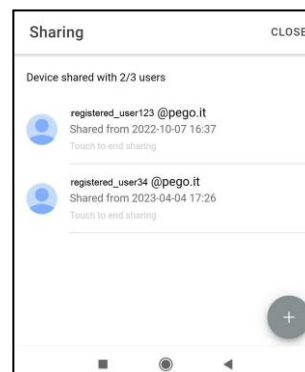 Sharing CLOSE
Device shared with 2/3 users
registered_user123 @pego.it
Shared from 2022-10-07 16:37
Touch to end sharing
registered_user34 @pego.it
Shared from 2023-04-04 17:26
Touch to end sharing
+